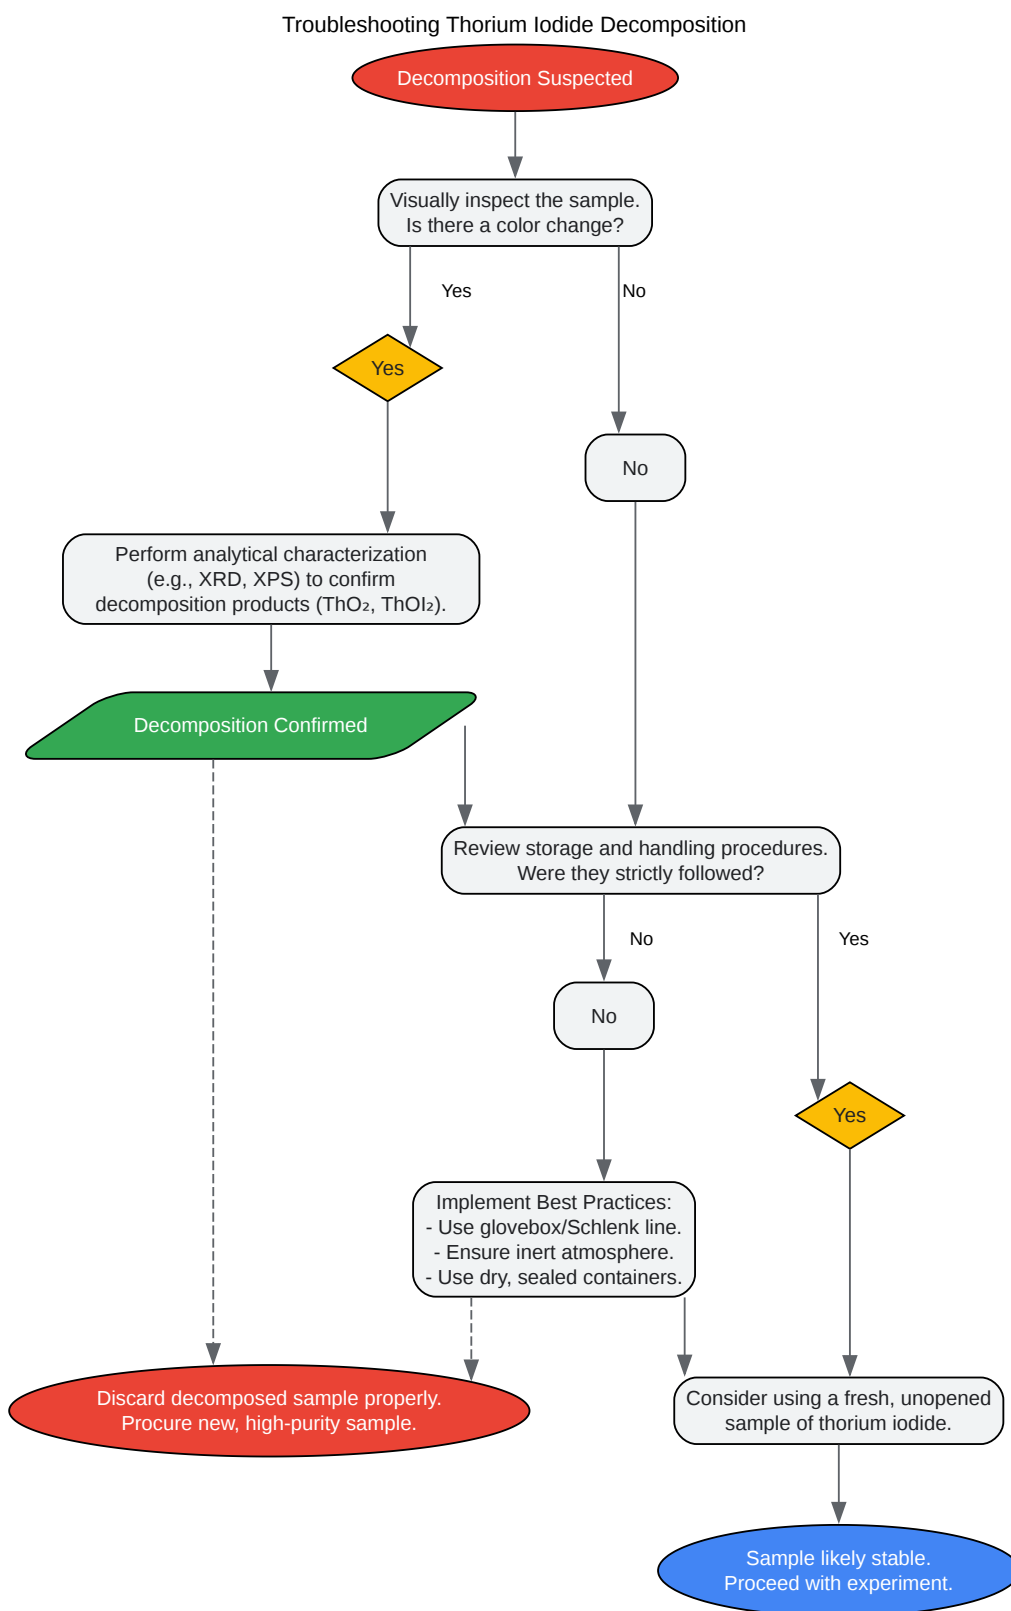 Troubleshooting Thorium Iodide Decomposition
Decomposition Suspected
Visually inspect the sample.
Is there a color change?
Yes
No
Yes
No
Perform analytical characterization
(e.g., XRD, XPS) to confirm
decomposition products (ThO₂, ThOI₂).
Decomposition Confirmed
Review storage and handling procedures.
Were they strictly followed?
No
Yes
No
Yes
Implement Best Practices:
- Use glovebox/Schlenk line.
- Ensure inert atmosphere.
- Use dry, sealed containers.
Discard decomposed sample properly.
Procure new, high-purity sample.
Consider using a fresh, unopened
sample of thorium iodide.
Sample likely stable.
Proceed with experiment.